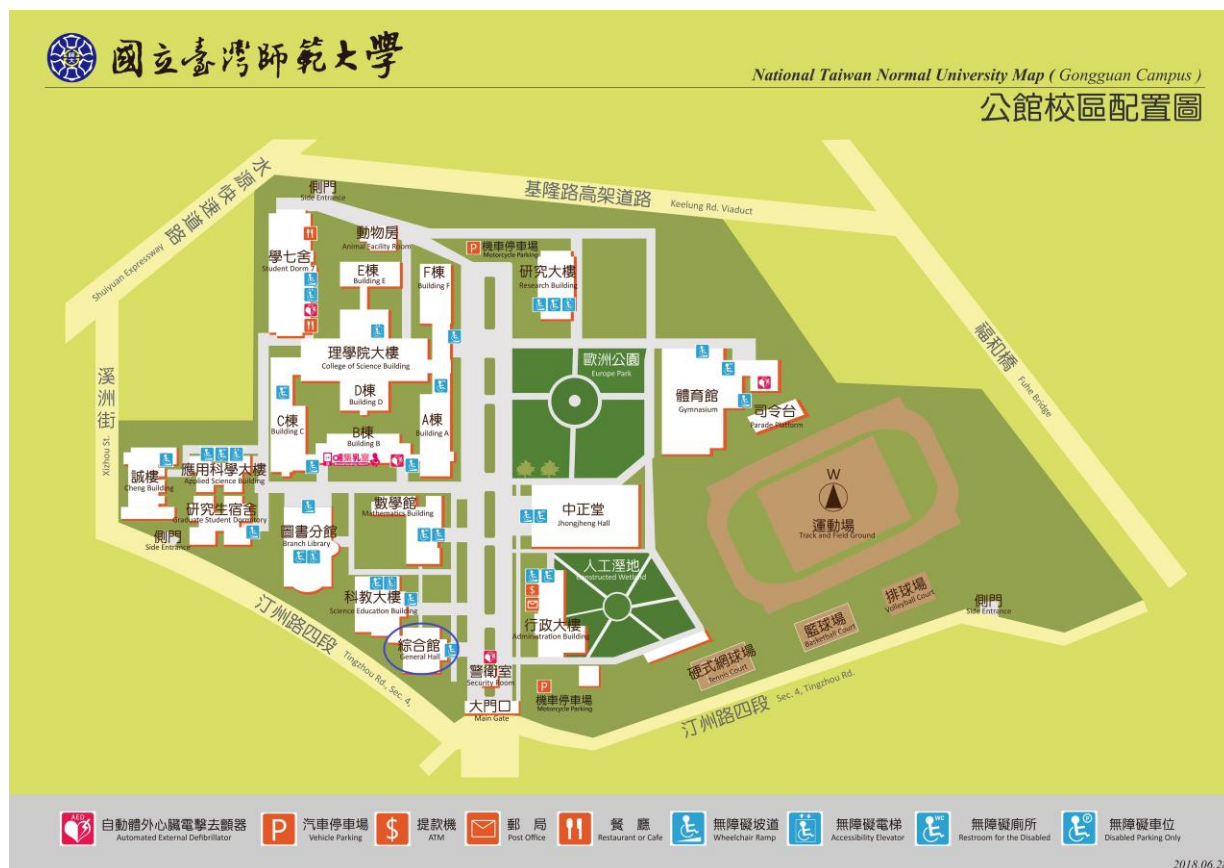 國立臺灣師範大學
National Taiwan Normal University Map ( Gongguan Campus )
公館校區配置圖
水源快速道路
Shuiyuan Expressway
基隆路高架道路
Keelung Rd. Viaduct
側門
Side Entrance
動物房
Animal Facility Room
P
機車停車場
Motorcycle Parking
學七舍
Student Dorm 7
E棟
Building E
F棟
Building F
研究大樓
Research Building
理學院大樓
College of Science Building
歐洲公園
Europe Park
福和橋
Fuhe Bridge
溪洲街
Xizhou St.
D棟
Building D
體育館
Gymnasium
司令台
Parade Platform
C棟
Building C
B棟
Building B
A棟
Building A
哺集乳室
誠樓
Cheng Building
應用科學大樓
Applied Science Building
W
運動場
Track and Field Ground
研究生宿舍
Graduate Student Dormitory
數學館
Mathematics Building
中正堂
Jhongjheng Hall
側門
Side Entrance
圖書分館
Branch Library
人工溼地
Constructed Wetland
科教大樓
Science Education Building
$
行政大樓
Administration Building
排球場
Volleyball Court
籃球場
Basketball Court
側門
Side Entrance
綜合館
General Hall
硬式網球場
Tennis Court
警衛室
Security Room
P
機車停車場
Motorcycle Parking
大門口
Main Gate
汀州路四段
Tingzhou Rd., Sec. 4,
汀州路四段
Sec. 4, Tingzhou Rd.
AED
自動體外心臟電擊去顫器
Automated External Defibrillator
P
汽車停車場
Vehicle Parking
$
提款機
ATM
郵 局
Post Office
餐 廳
Restaurant or Cafe
無障礙坡道
Wheelchair Ramp
無障礙電梯
Accessibility Elevator
WC
無障礙廁所
Restroom for the Disabled
P
無障礙車位
Disabled Parking Only